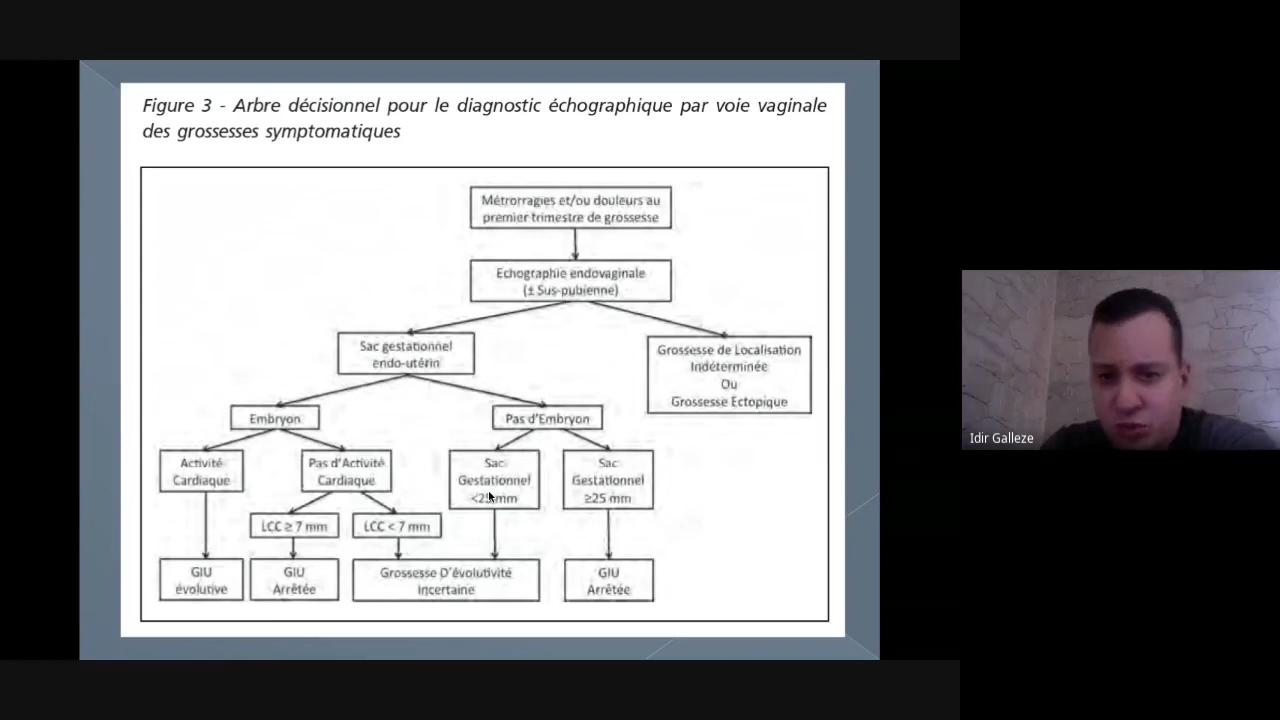 Figure 3 - Arbre décisionnel pour le diagnostic échographique par voie vaginale
des grossesses symptomatiques
Métrorragies et/ou douleurs au
premier trimestre de grossesse
Echographie endovaginale
(± Sus-pubienne)
Sac gestationnel
endo-utérin
Grossesse de Localisation
Indéterminée
Ou
Grossesse Ectopique
Embryon
Pas d'Embryon
Activité
Cardiaque
Pas d'Activité
Cardiaque
Sac
Gestationnel
<25 mm
Sac
Gestationnel
≥25 mm
LCC ≥ 7 mm
LCC < 7 mm
GIU
évolutive
GIU
Arrêtée
Grossesse D'évolutivité
Incertaine
GIU
Arrêtée
Idir Galleze